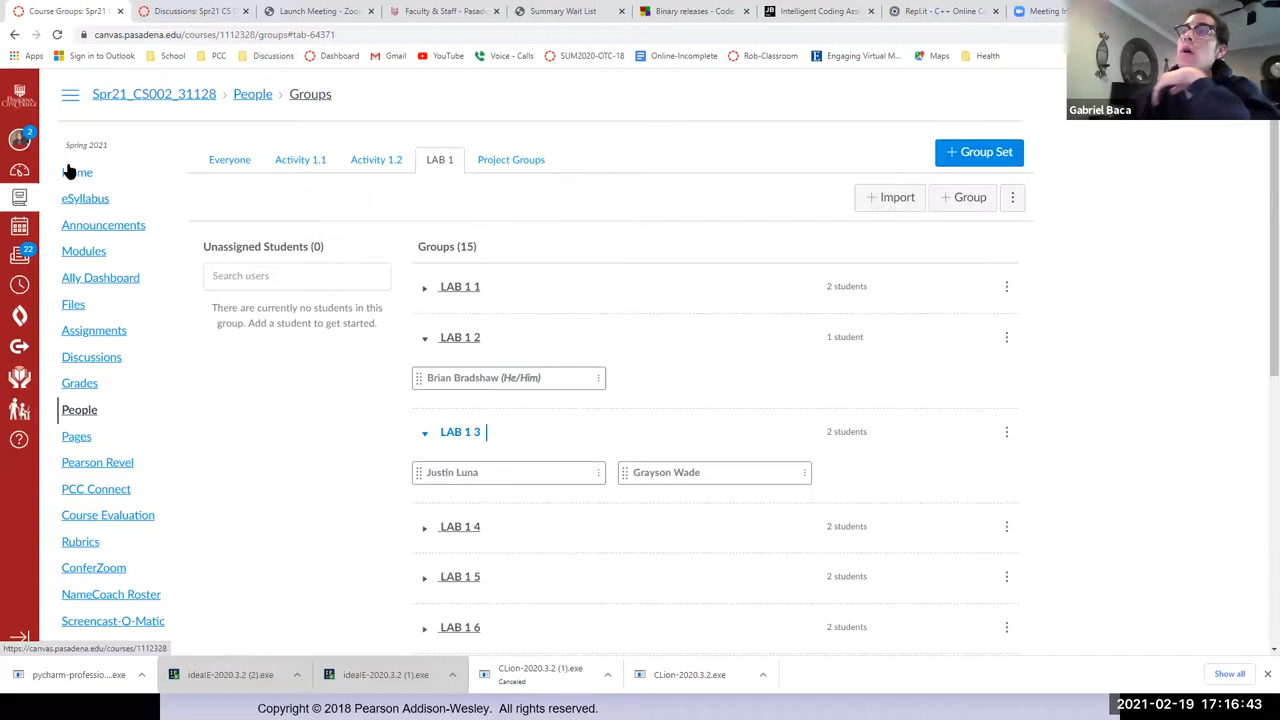 Course Groups: Spr21_CS00
Discussions: Spr21 CS
Launch Meeting - Zoom
Faculty & Staff - Pasad
Summary Wait List
Binary releases - Code
Intelligent Coding Assis
Repl.it - C++ Online Co
Meeting In
canvas.pasadena.edu/courses/1112328/groups#tab-64371
Apps
Sign in to Outlook
School
PCC
Dashboard
Gmail
YouTube
Voice - Calls
SUM2020-OTC-18
Online-Incomplete
Rob-Classroom
Engaging Virtual M...
Maps
Health
Gabriel Baca
Spr21_CS002_31128 › People › Groups
2
22
Spring 2021
eSyllabus
Announcements
Modules
Ally Dashboard
Files
Assignments
Discussions
Grades
People
Pages
Pearson Revel
PCC Connect
Course Evaluation
Rubrics
ConferZoom
NameCoach Roster
Screencast-O-Matic
Everyone
Activity 1.1
Activity 1.2
LAB 1
Project Groups
+ Group Set
+ Import
+ Group
Unassigned Students (0)
Search users
There are currently no students in this
group. Add a student to get started.
Groups (15)
LAB 1 1
2 students
LAB 1 2
1 student
Brian Bradshaw (He/Him)
LAB 1 3
2 students
Justin Luna
Grayson Wade
LAB 1 4
2 students
LAB 1 5
2 students
LAB 1 6
2 students
https://canvas.pasadena.edu/courses/1112328
pycharm-professio....exe
ideaIE-2020.3.2 (2).exe
ideaIE-2020.3.2 (1).exe
CLion-2020.3.2 (1).exe
Canceled
CLion-2020.3.2.exe
Show all
Copyright © 2018 Pearson Addison-Wesley. All rights reserved.
2021-02-19 17:16:43